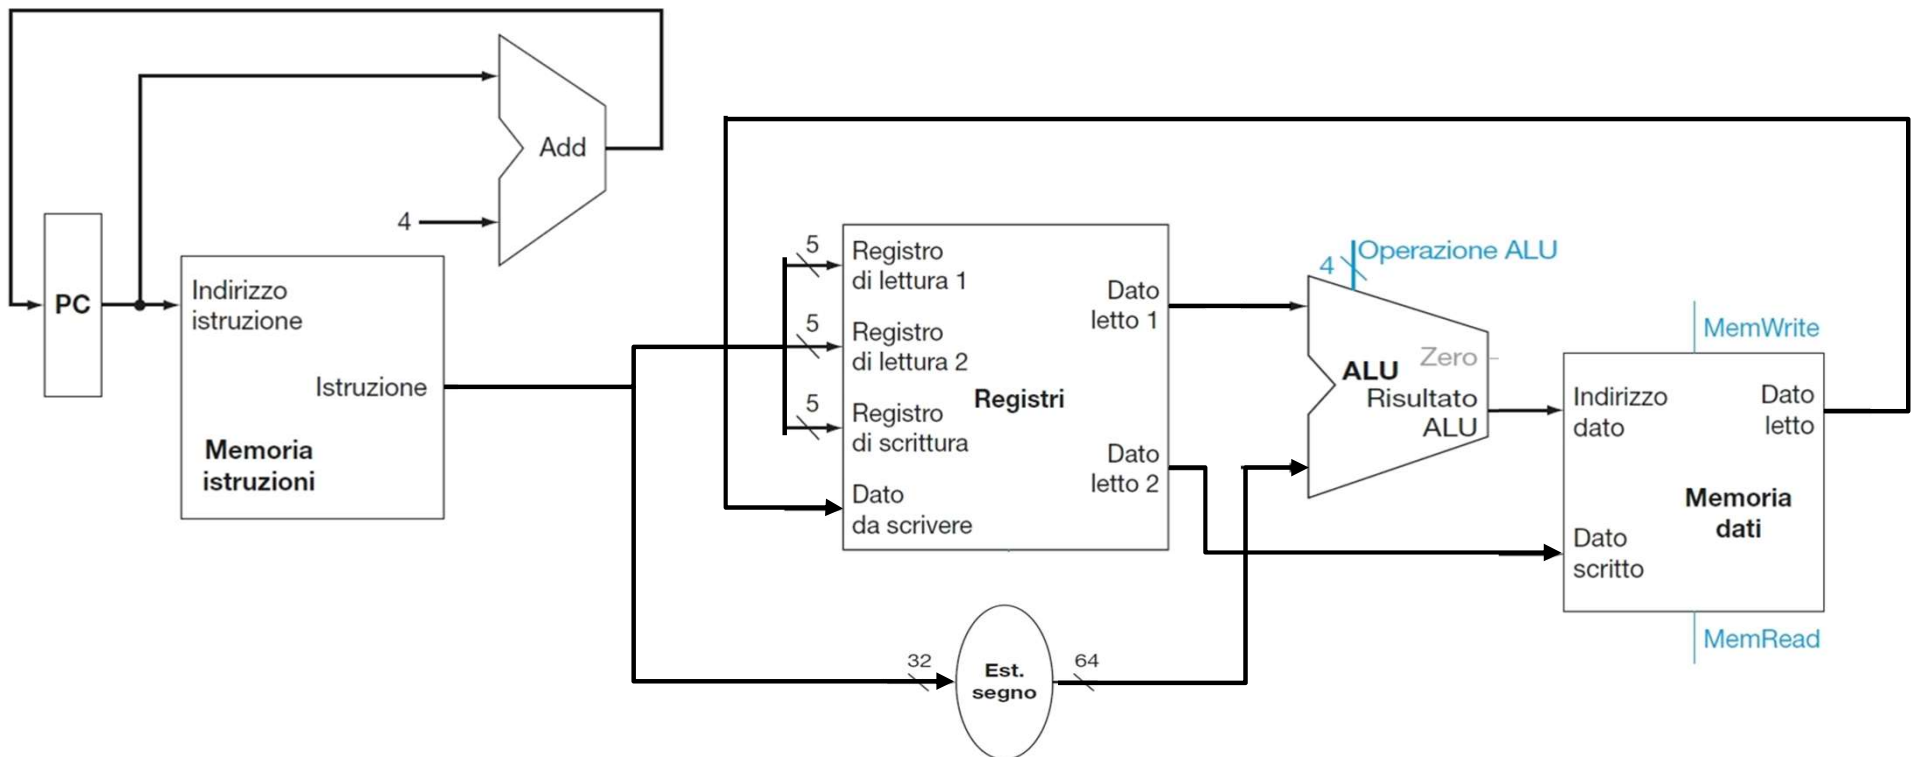 Add
4
PC
Indirizzo
istruzione
Istruzione
Memoria
istruzioni
5
Registro
di lettura 1
5
Registro
di lettura 2
5
Registro
di scrittura
Dato
da scrivere
Registri
Dato
letto 1
Dato
letto 2
4
Operazione ALU
ALU
Zero
Risultato
ALU
MemWrite
Indirizzo
dato
Dato
letto
Memoria
dati
Dato
scritto
MemRead
32
Est.
segno
64